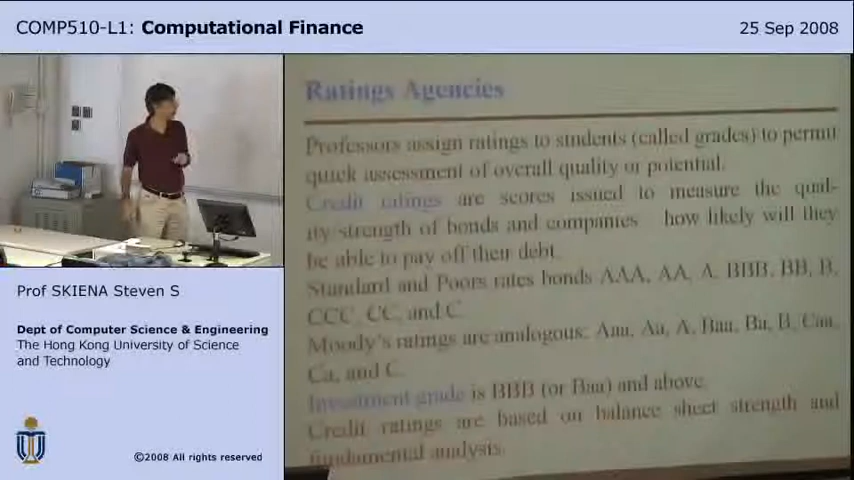 COMP510-L1: Computational Finance
25 Sep 2008
Ratings Agencies
Professors assign ratings to students (called grades) to permit
quick assessment of overall quality or potential.
Credit ratings are scores issued to measure the qual-
ity strength of bonds and companies how likely will they
be able to pay off their debt.
Standard and Poors rates bonds AAA, AA, A, BBB, BB, B,
CCC, CC, and C.
Moody's ratings are analogous: Aaa, Aa, A, Baa, Ba, B, Caa,
Ca, and C.
Investment grade is BBB (or Baa) and above.
Credit ratings are based on balance sheet strength and
fundamental analysis.
Prof SKIENA Steven S
Dept of Computer Science & Engineering
The Hong Kong University of Science
and Technology
©2008 All rights reserved